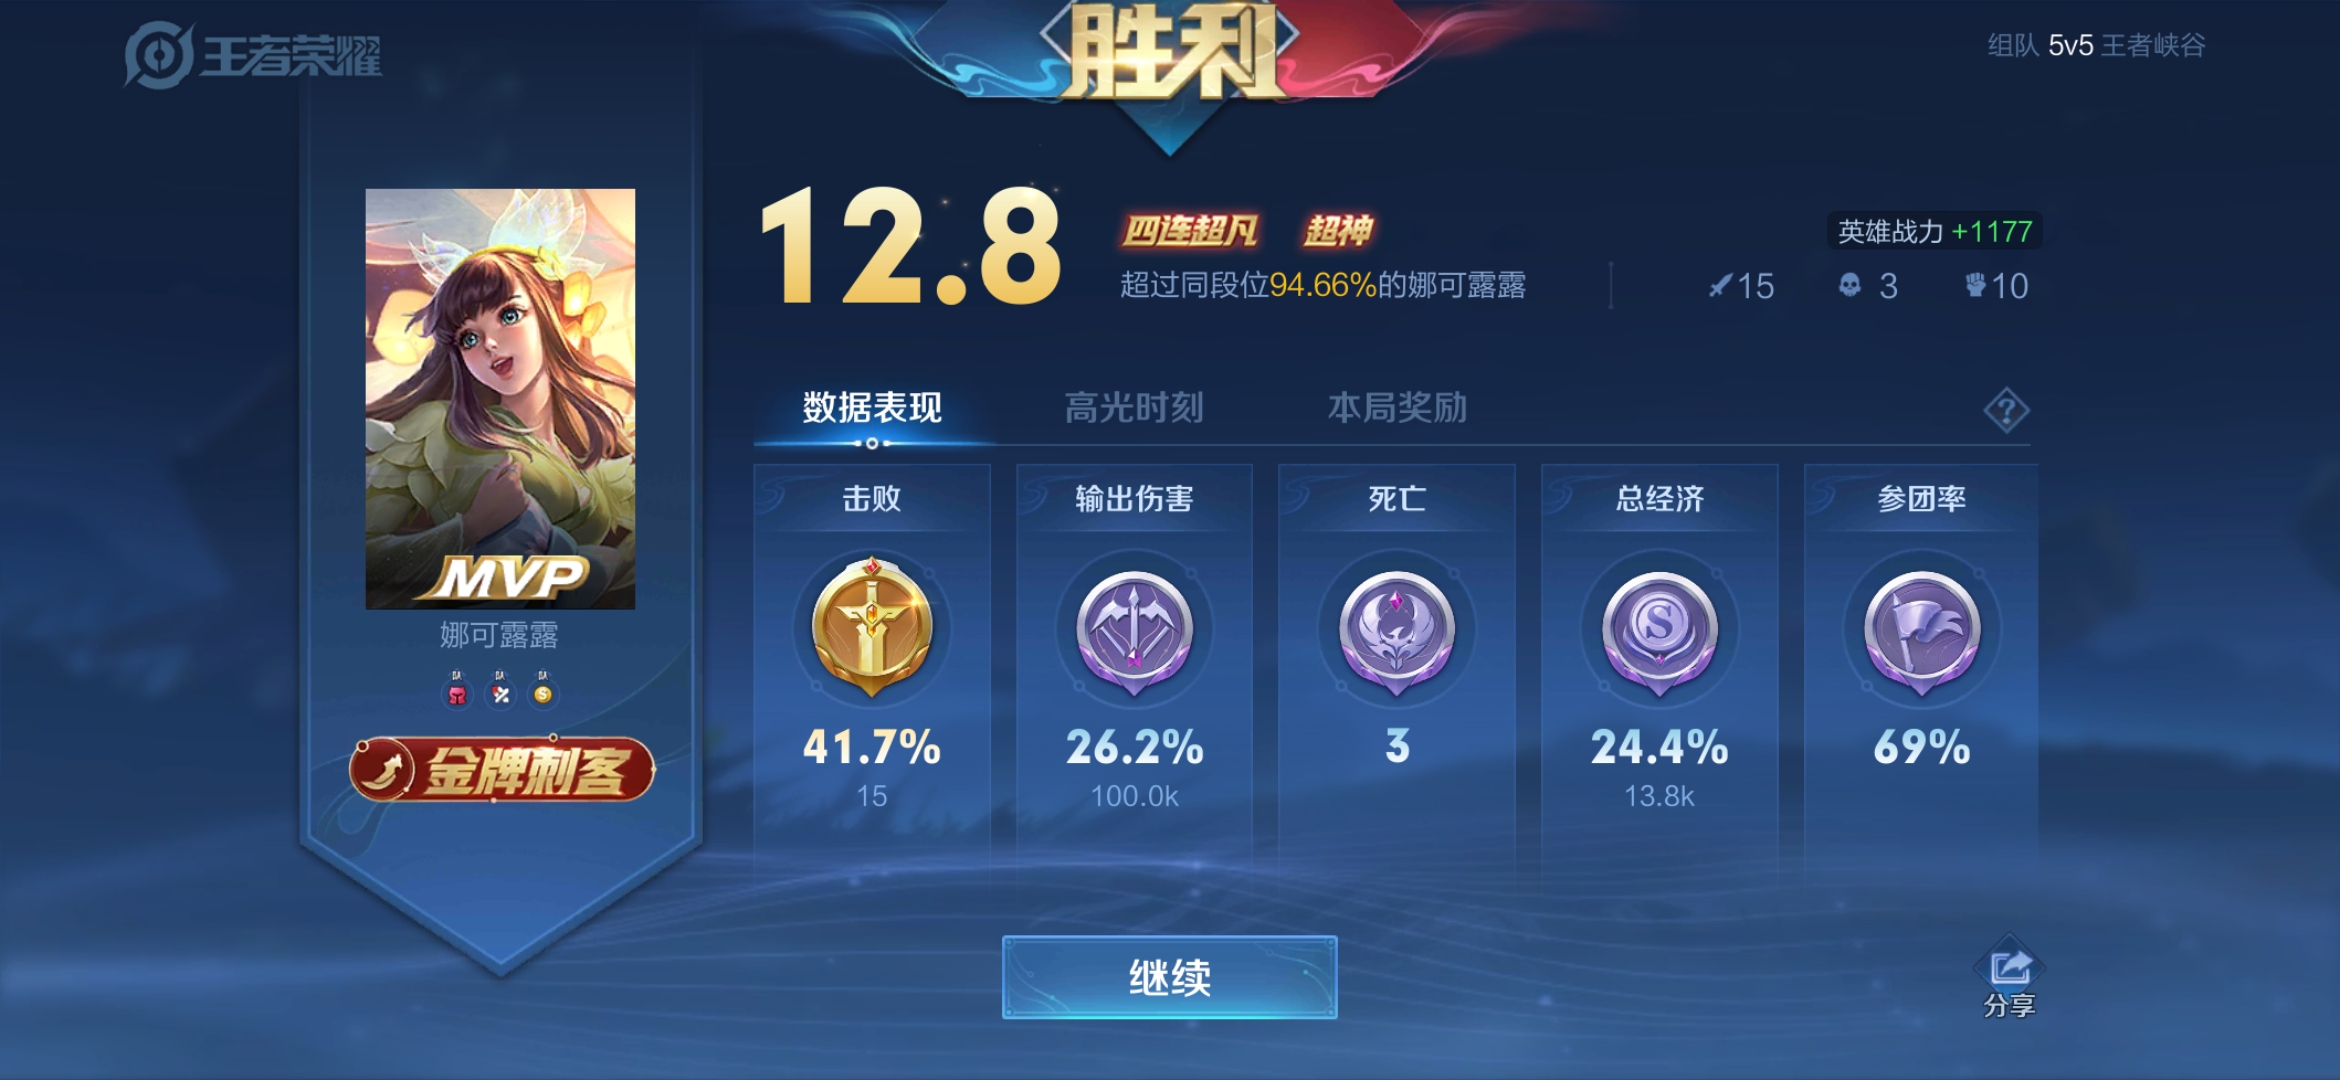 王者荣耀
胜利
组队 5v5 王者峡谷
12.8
四连超凡 超神
超过同段位94.66%的娜可露露
英雄战力 +1177
15 3 10
MVP
娜可露露
金牌刺客
数据表现 高光时刻 本局奖励
?
击败 输出伤害 死亡 总经济 参团率
S
41.7% 26.2% 3 24.4% 69%
15 100.0k 13.8k
继续
分享